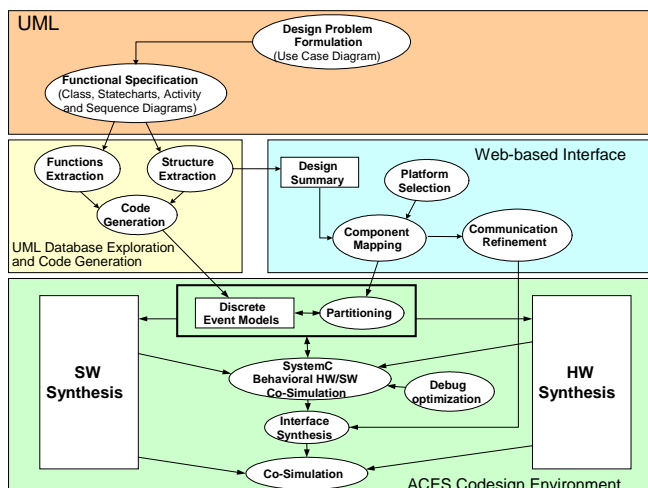 UML
Design Problem
Formulation
(Use Case Diagram)
Functional Specification
(Class, Statecharts, Activity
and Sequence Diagrams)
Functions
Extraction
Structure
Extraction
Code
Generation
UML Database Exploration
and Code Generation
Web-based Interface
Design
Summary
Platform
Selection
Component
Mapping
Communication
Refinement
Discrete
Event Models
Partitioning
SW
Synthesis
HW
Synthesis
SystemC
Behavioral HW/SW
Co-Simulation
Debug
optimization
Interface
Synthesis
Co-Simulation
ACES Codesign Environment